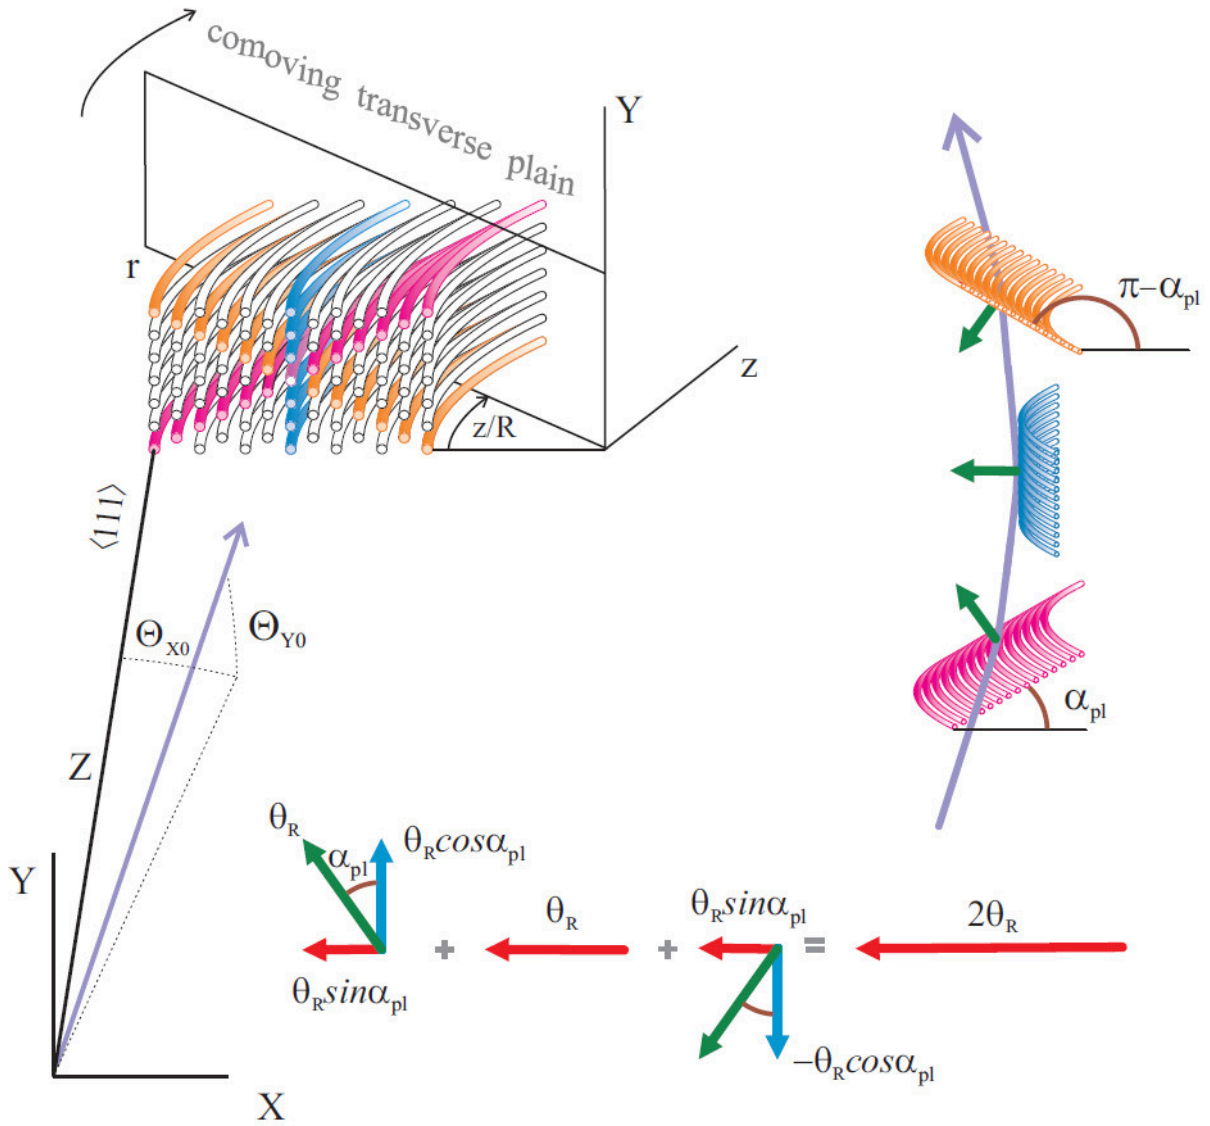 comoving transverse plain
Y
r
z
z/R
π–α_pl
⟨111⟩
Θ_X0
Θ_Y0
α_pl
Z
θ_R
α_pl
θ_R cosα_pl
Y
θ_R
θ_R sinα_pl
2θ_R
+
+
=
θ_R sinα_pl
–θ_R cosα_pl
X